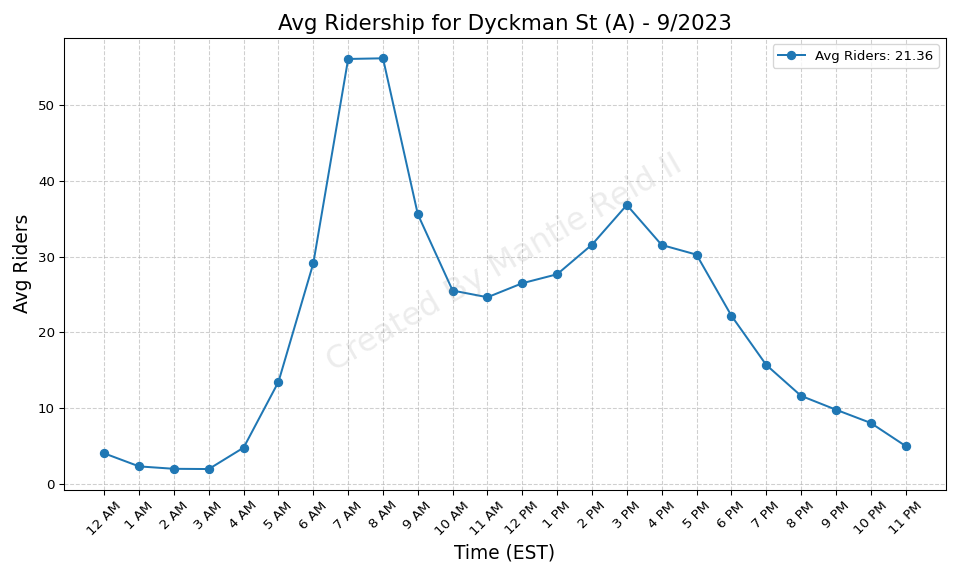 Avg Ridership for Dyckman St (A) - 9/2023
Avg Riders: 21.36
Avg Riders
50
40
30
20
10
0
Created By Mantie Reid II
12 AM
1 AM
2 AM
3 AM
4 AM
5 AM
6 AM
7 AM
8 AM
9 AM
10 AM
11 AM
12 PM
1 PM
2 PM
3 PM
4 PM
5 PM
6 PM
7 PM
8 PM
9 PM
10 PM
11 PM
Time (EST)